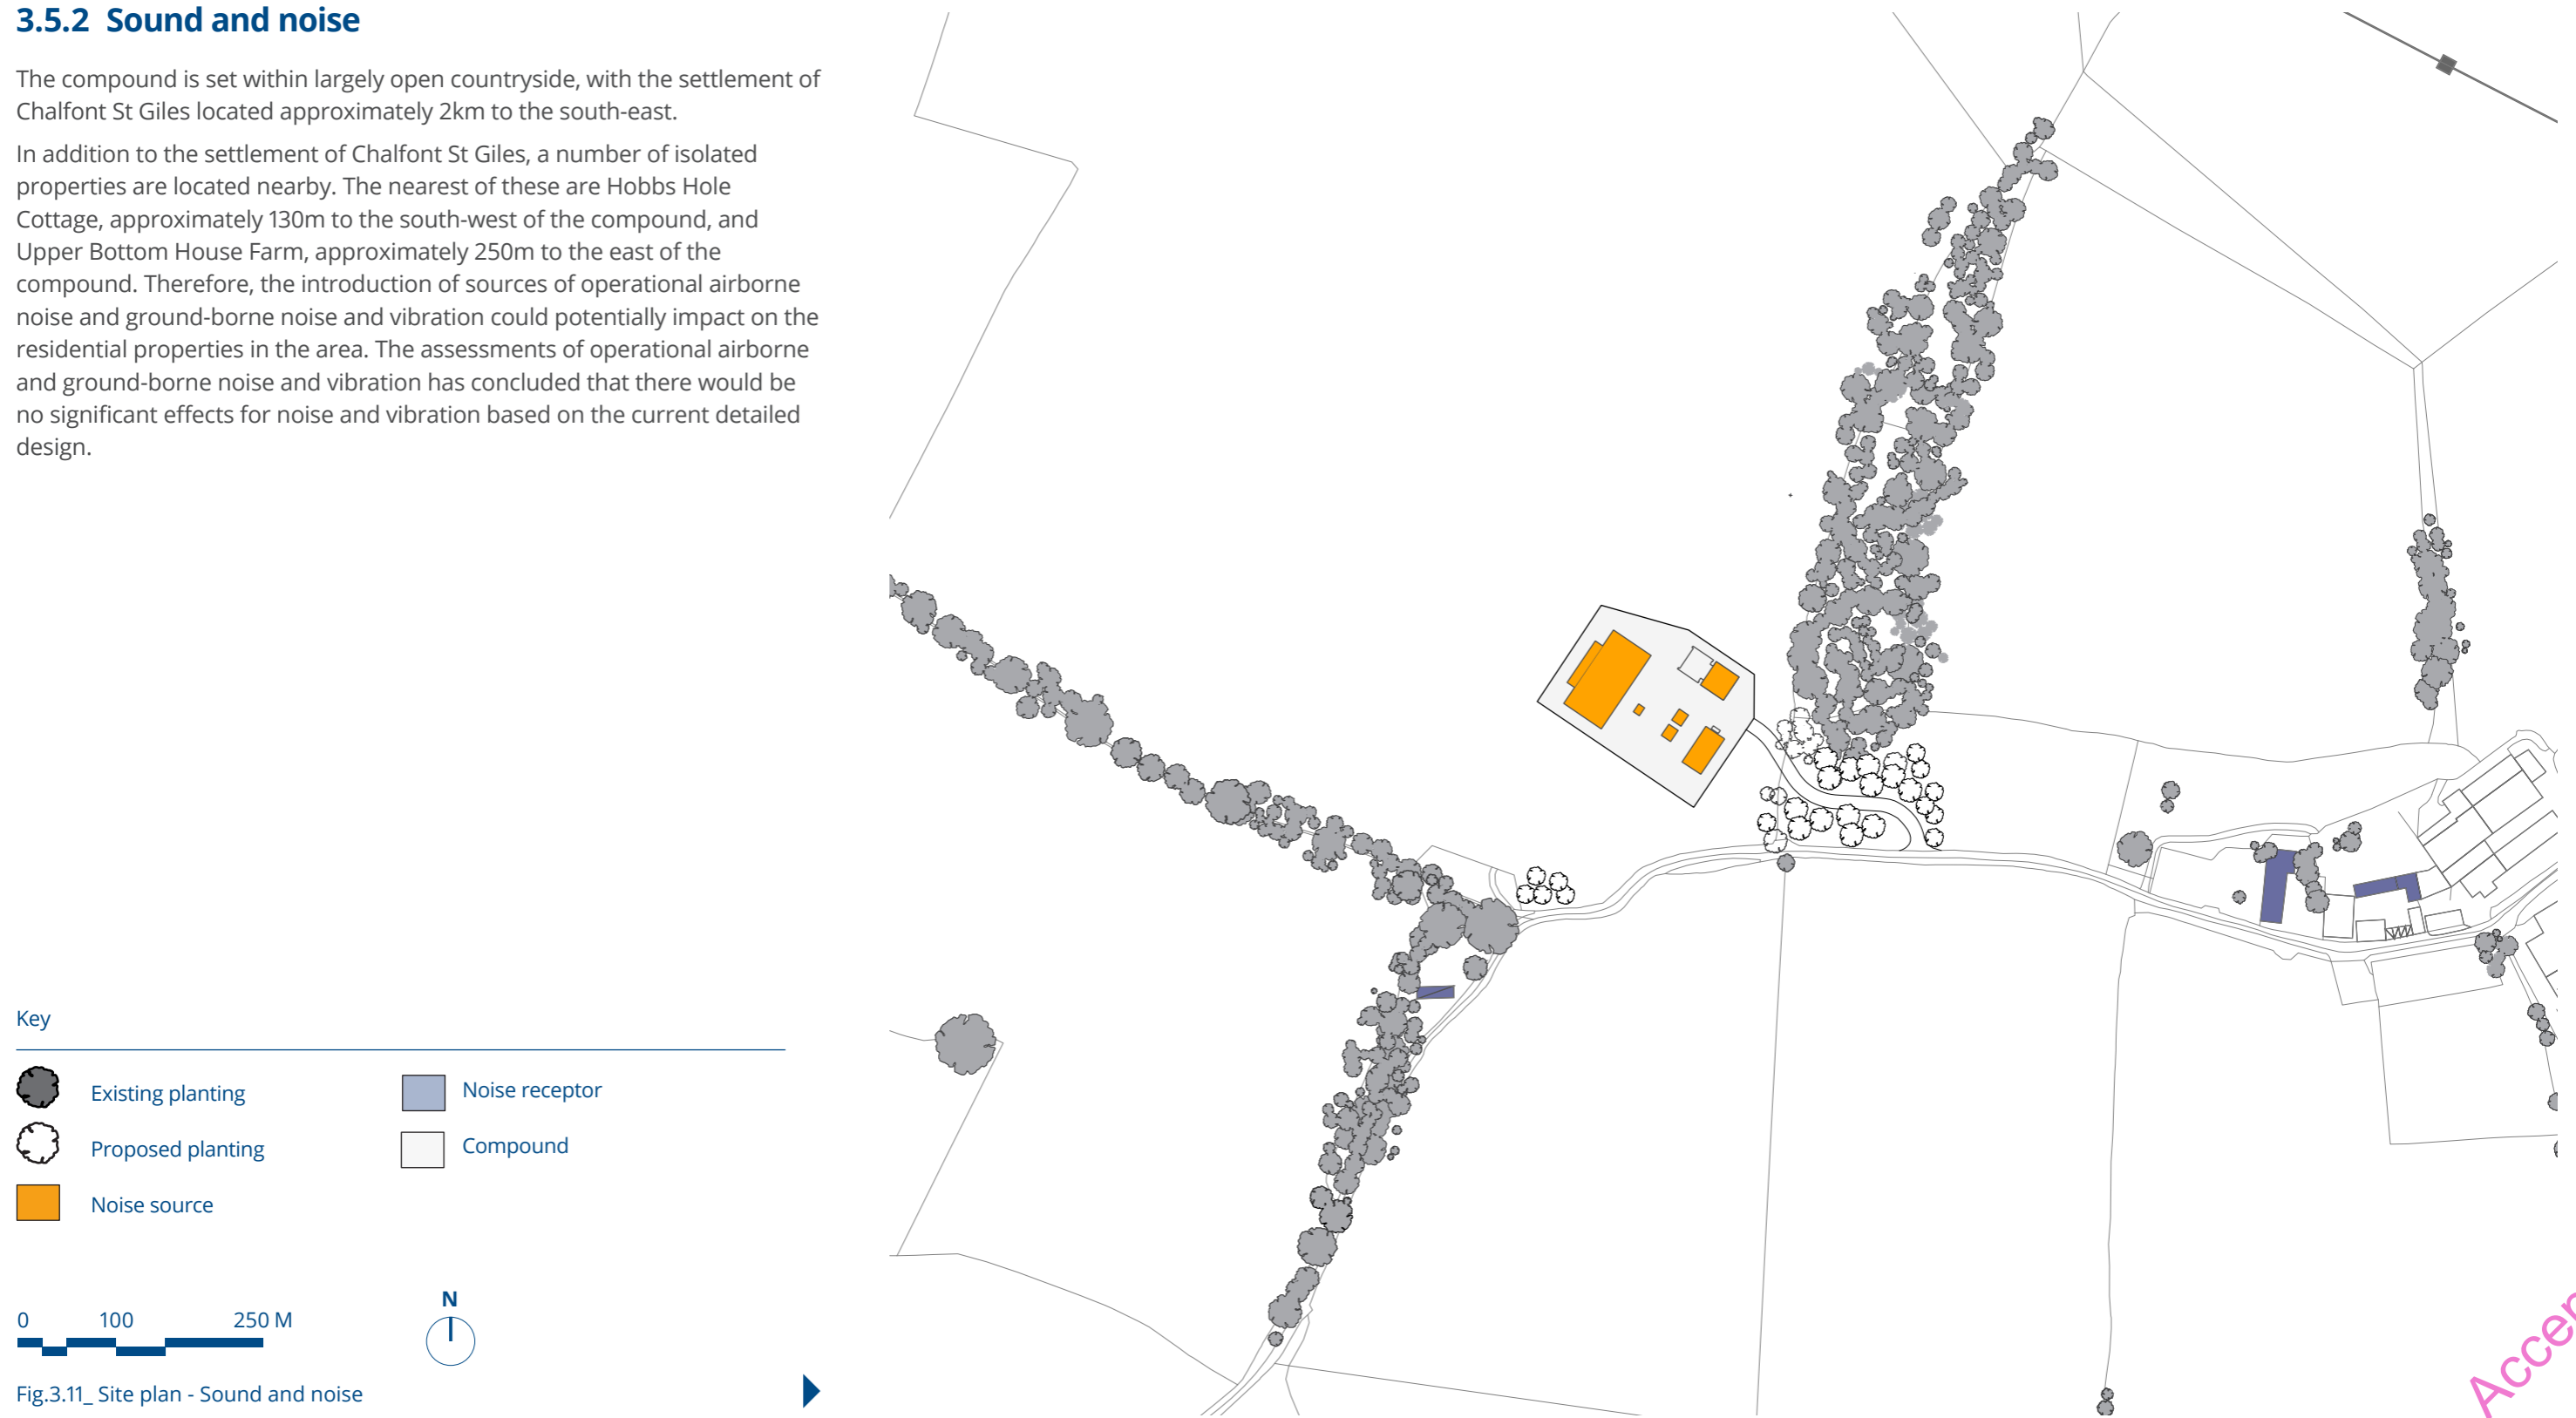 3.5.2 Sound and noise
The compound is set within largely open countryside, with the settlement of
Chalfont St Giles located approximately 2km to the south-east.
In addition to the settlement of Chalfont St Giles, a number of isolated
properties are located nearby. The nearest of these are Hobbs Hole
Cottage, approximately 130m to the south-west of the compound, and
Upper Bottom House Farm, approximately 250m to the east of the
compound. Therefore, the introduction of sources of operational airborne
noise and ground-borne noise and vibration could potentially impact on the
residential properties in the area. The assessments of operational airborne
and ground-borne noise and vibration has concluded that there would be
no significant effects for noise and vibration based on the current detailed
design.
Key
Existing planting
Proposed planting
Noise source
Noise receptor
Compound
0 100 250 M
N
Fig.3.11_ Site plan - Sound and noise